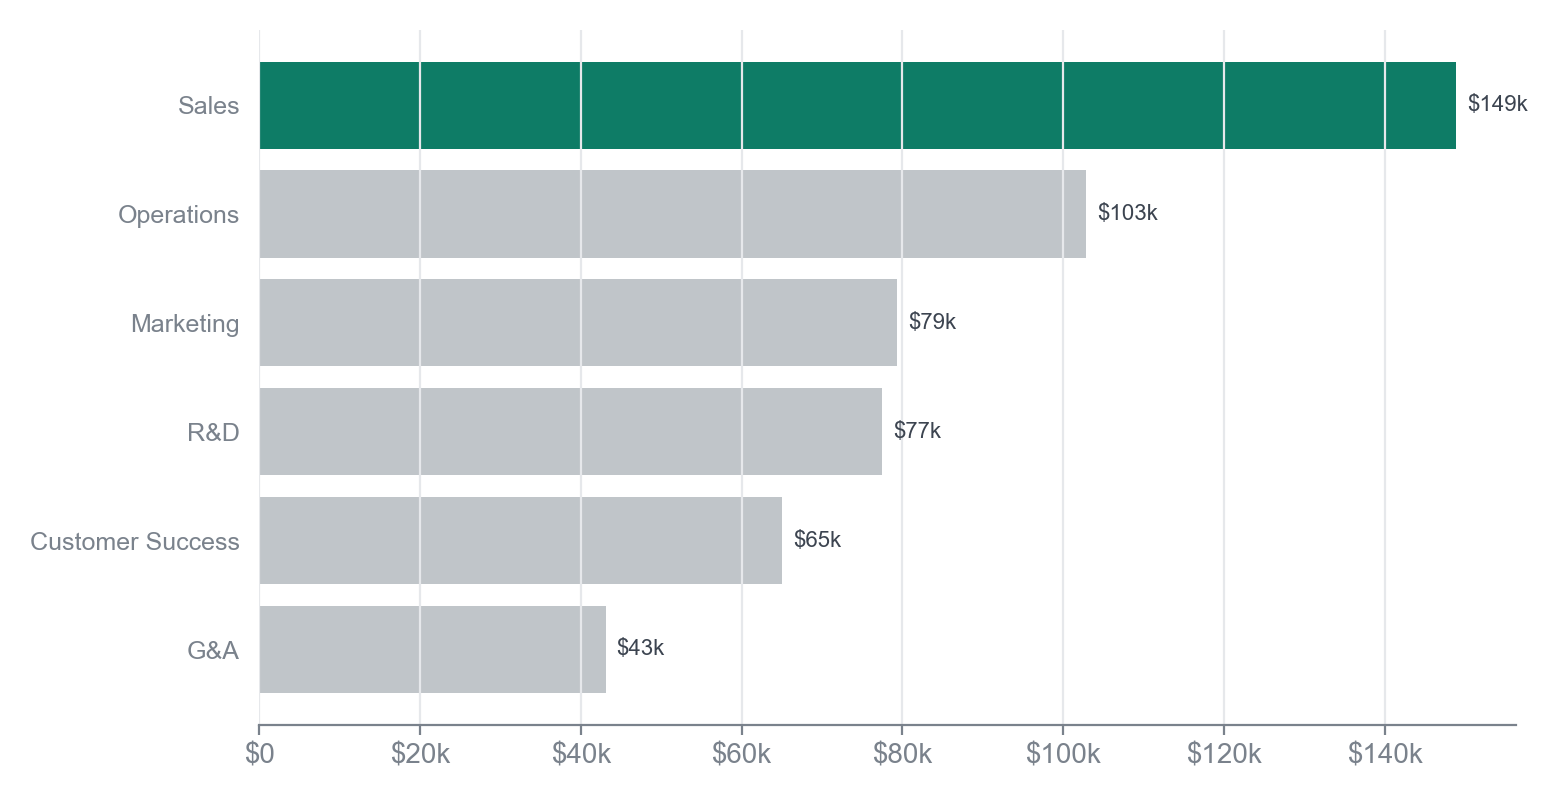 Sales $149k
Operations $103k
Marketing $79k
R&D $77k
Customer Success $65k
G&A $43k
$0 $20k $40k $60k $80k $100k $120k $140k